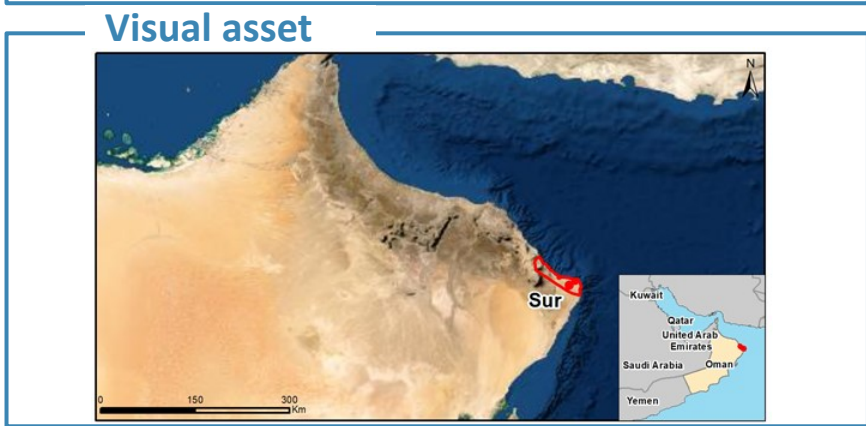 Visual asset
N
Sur
Kuwait
Qatar
United Arab
Emirates
Saudi Arabia
Oman
Yemen
0 150 300
Km